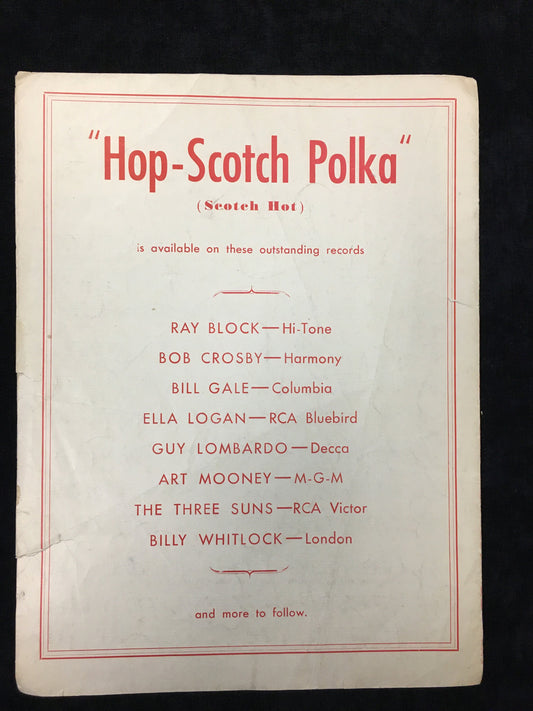 "Hop-Scotch Polka"
(Scotch Hot)
is available on these outstanding records
RAY BLOCK—Hi-Tone
BOB CROSBY—Harmony
BILL GALE—Columbia
ELLA LOGAN—RCA Bluebird
GUY LOMBARDO—Decca
ART MOONEY—M-G-M
THE THREE SUNS—RCA Victor
BILLY WHITLOCK—London
and more to follow.